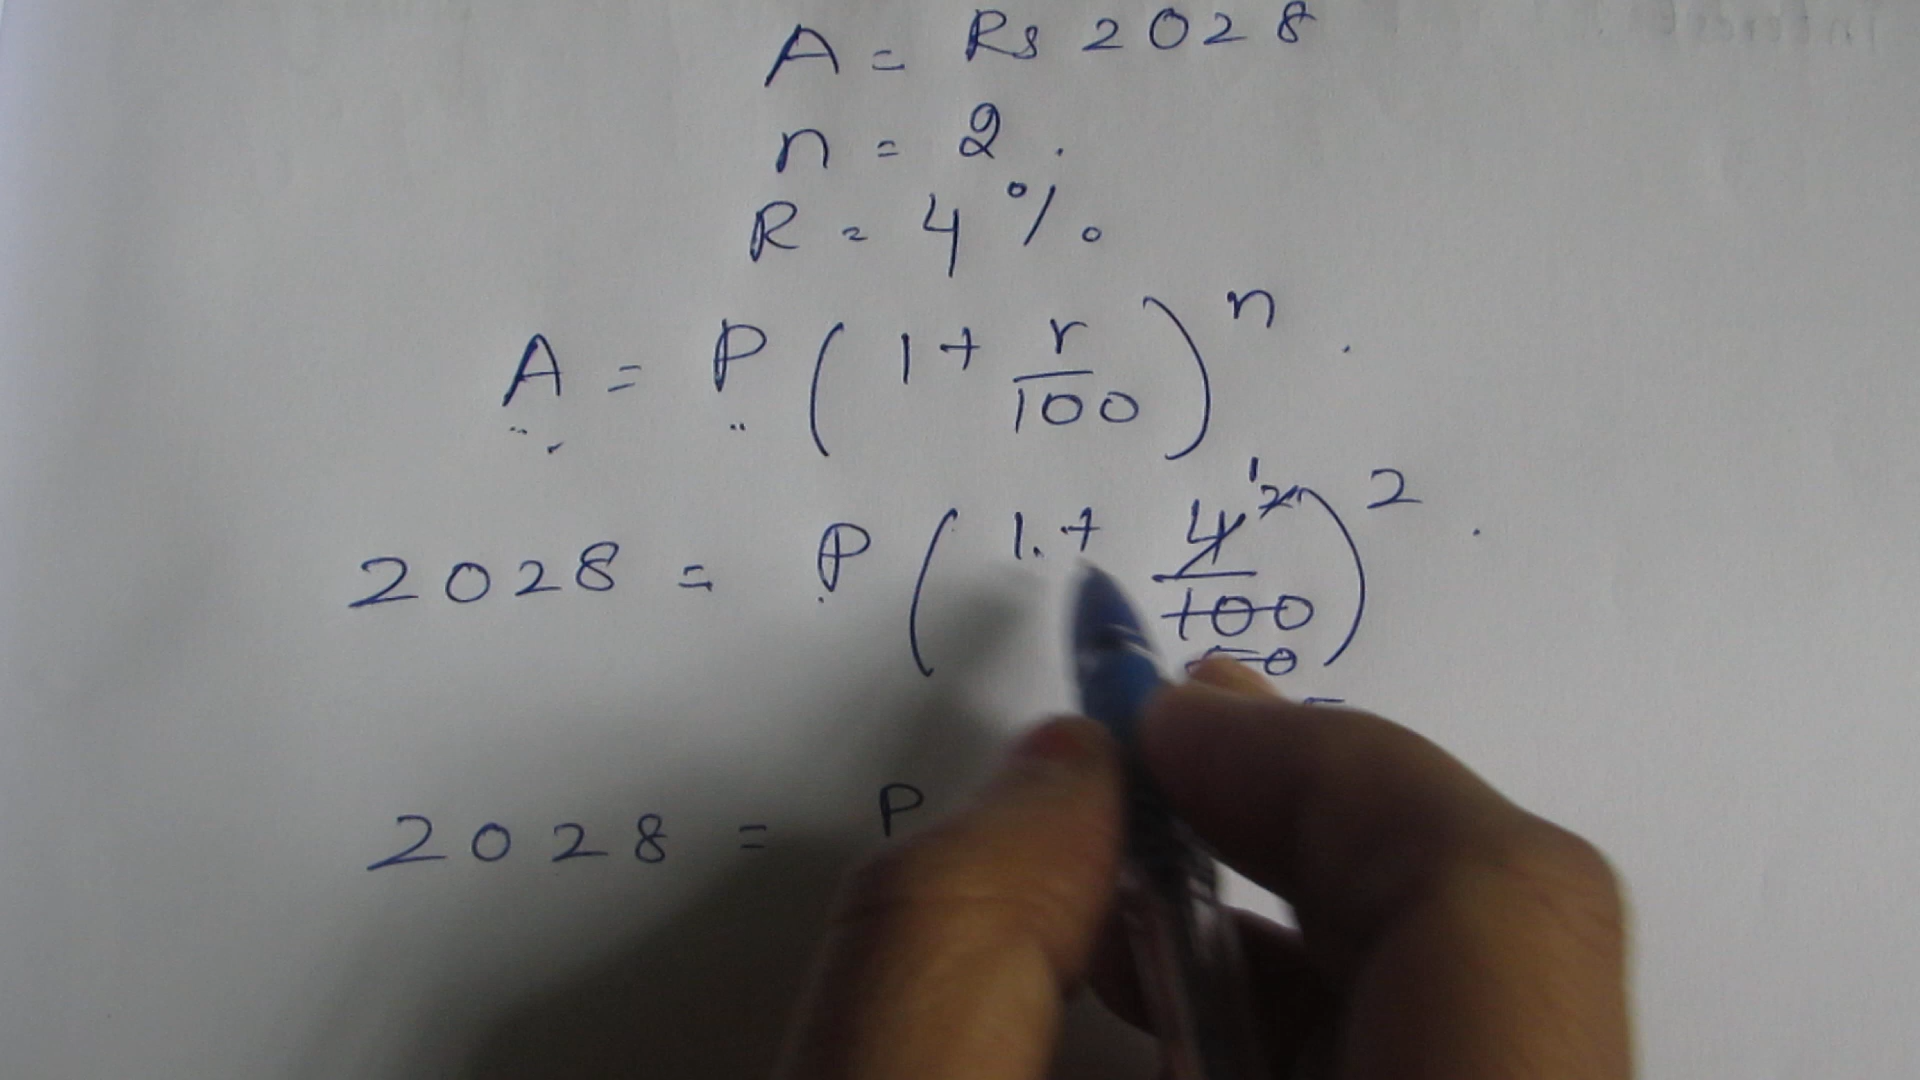 A = Rs 2028
n = 2.
R = 4%
A = P(1 + r/100)^n.
2028 = P(1 + 4/100)^2.
2028 = P